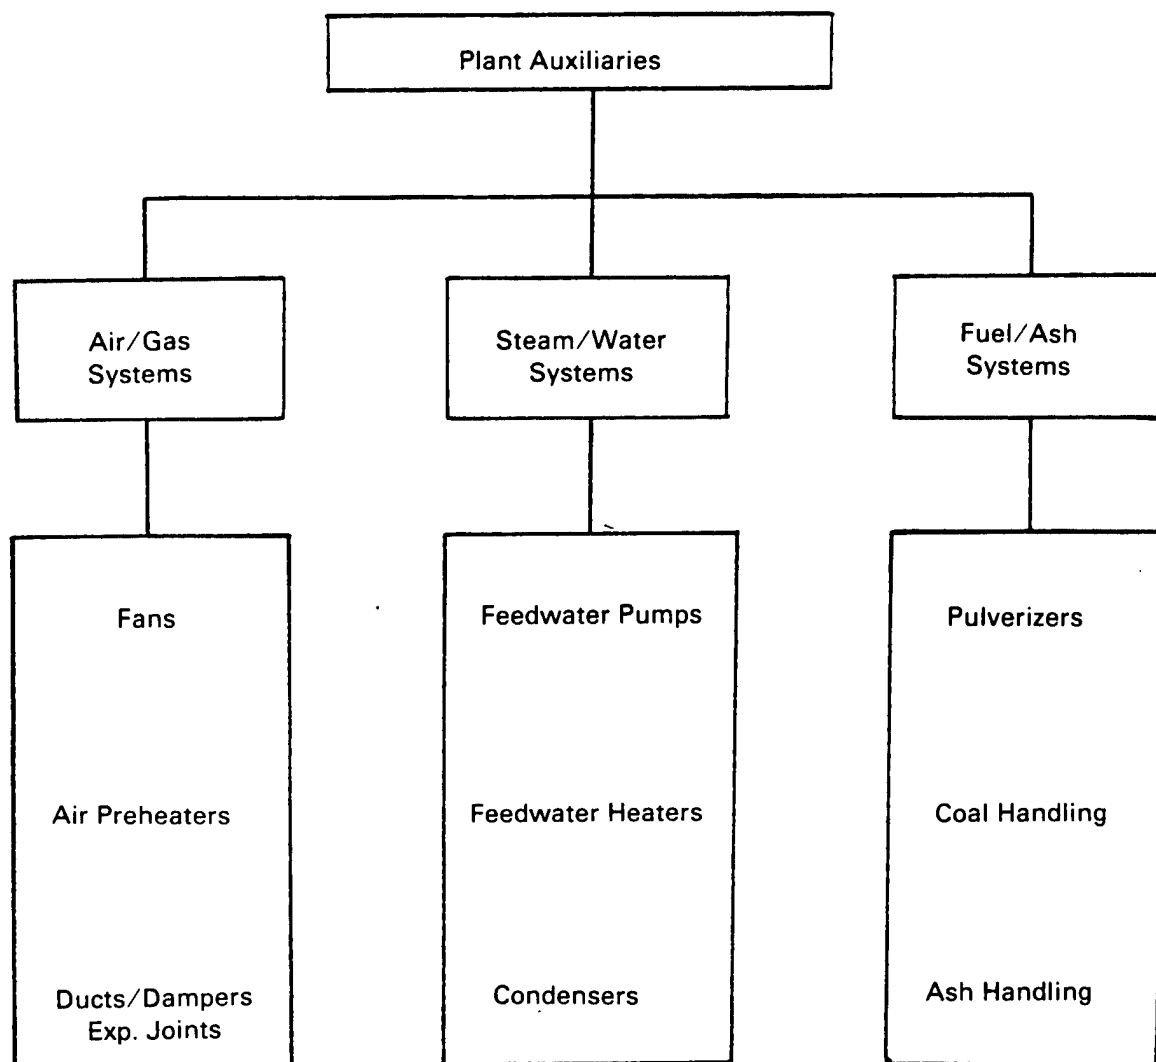 Plant Auxiliaries
Air/Gas
Systems
Steam/Water
Systems
Fuel/Ash
Systems
Fans
Air Preheaters
Ducts/Dampers
Exp. Joints
Feedwater Pumps
Feedwater Heaters
Condensers
Pulverizers
Coal Handling
Ash Handling